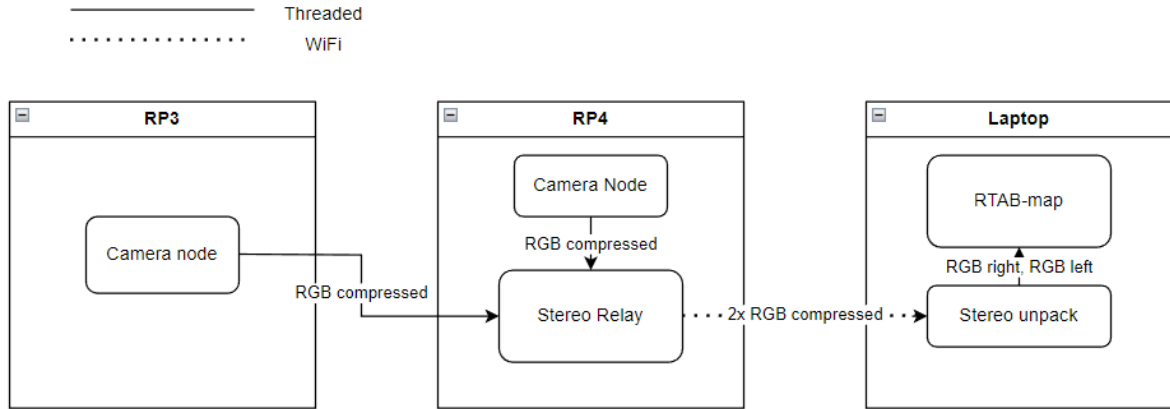 Threaded
WiFi
RP3
RP4
Laptop
Camera node
RGB compressed
Camera Node
RGB compressed
Stereo Relay
2x RGB compressed
RTAB-map
RGB right, RGB left
Stereo unpack